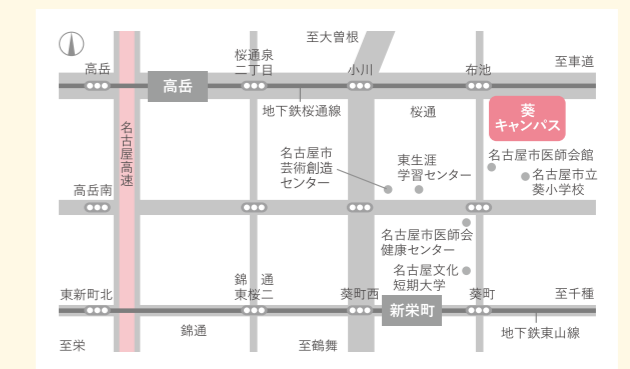 至大曽根
桜通泉
二丁目
高岳
小川
布池
至車道
高岳
地下鉄桜通線
桜通
葵
キャンパス
名古屋高速
名古屋市
芸術創造
センター
東生涯
学習センター
名古屋市医師会館
名古屋市立
葵小学校
高岳南
名古屋市医師会
健康センター
名古屋文化
短期大学
東新町北
錦 通
東桜二
葵町西
新栄町
葵町
至千種
錦通
地下鉄東山線
至栄
至鶴舞